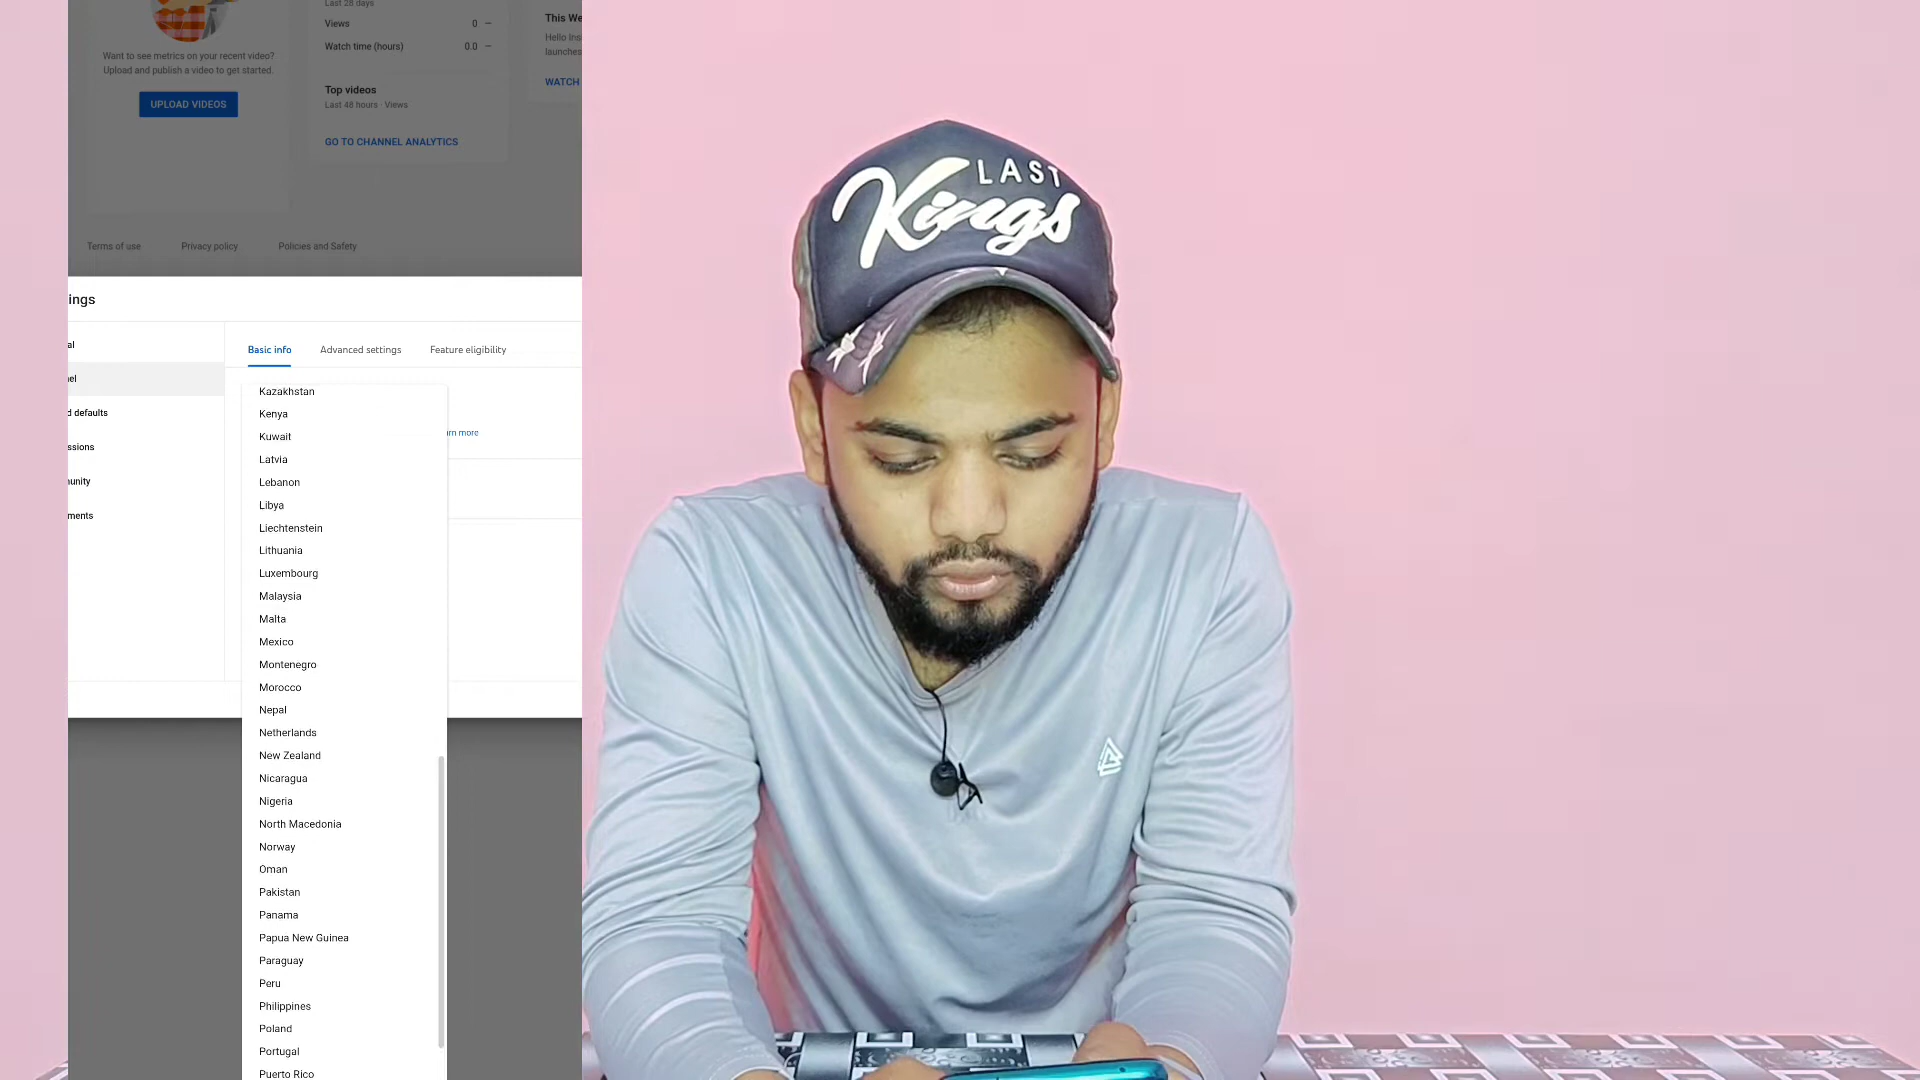 Last 28 days
Views 0 –
Watch time (hours) 0.0 –
Want to see metrics on your recent video?
Upload and publish a video to get started.
UPLOAD VIDEOS
Top videos
Last 48 hours · Views
GO TO CHANNEL ANALYTICS
This We
Hello Ins
launches
WATCH
Terms of use Privacy policy Policies and Safety
ings
al
nel
d defaults
ssions
unity
ments
Basic info Advanced settings Feature eligibility
rn more
Kazakhstan
Kenya
Kuwait
Latvia
Lebanon
Libya
Liechtenstein
Lithuania
Luxembourg
Malaysia
Malta
Mexico
Montenegro
Morocco
Nepal
Netherlands
New Zealand
Nicaragua
Nigeria
North Macedonia
Norway
Oman
Pakistan
Panama
Papua New Guinea
Paraguay
Peru
Philippines
Poland
Portugal
Puerto Rico
LAST
Kings